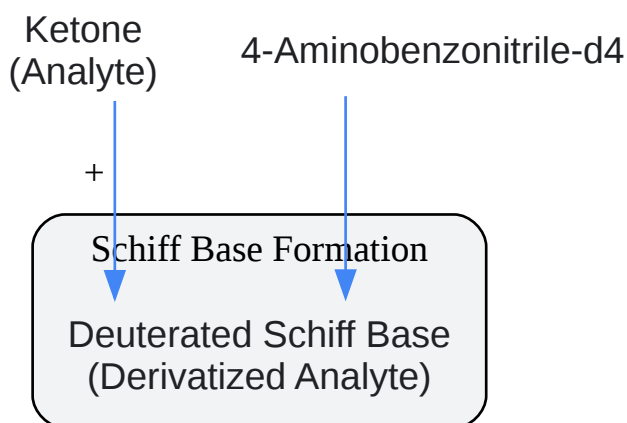 Ketone
(Analyte)
4-Aminobenzonitrile-d4
+
Schiff Base Formation
Deuterated Schiff Base
(Derivatized Analyte)